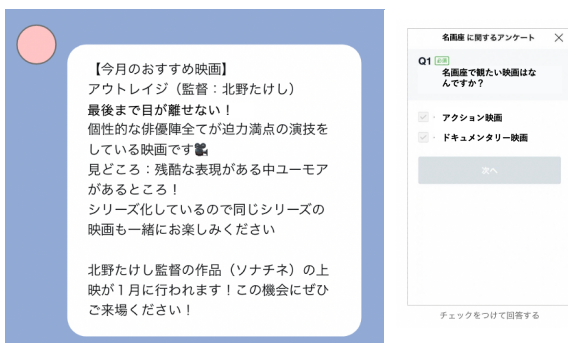 【今月のおすすめ映画】
アウトレイジ（監督：北野たけし）
最後まで目が離せない！
個性的な俳優陣全てが迫力満点の演技を
している映画です🎥
見どころ：残酷な表現がある中ユーモア
があるところ！
シリーズ化しているので同じシリーズの
映画も一緒にお楽しみください
北野たけし監督の作品（ソナチネ）の上
映が１月に行われます！この機会にぜひ
ご来場ください！
名画座 に関するアンケート ×
Q1 必須
名画座で観たい映画はな
んですか？
アクション映画
ドキュメンタリー映画
次へ
チェックをつけて回答する